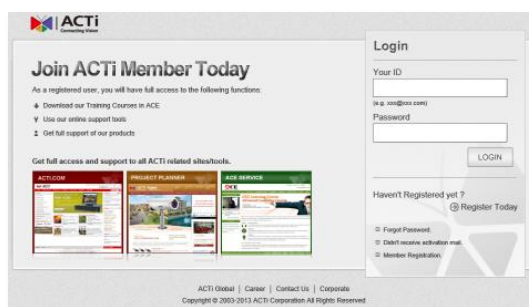 ACTi
Connecting Vision
Join ACTi Member Today
As a registered user, you will have full access to the following functions:
Download our Training Courses in ACE
Use our online support tools
Get full support of our products
Get full access and support to all ACTi related sites/tools.
ACTI.COM
PROJECT PLANNER
ACE SERVICE
ACE
Login
Your ID
(e.g. xxx@xxx com)
Password
LOGIN
Haven't Registered yet ?
Register Today
Forgot Password.
Didn't receive activation mail.
Member Registration.
ACTi Global | Career | Contact Us | Corporate
Copyright © 2003-2013 ACTi Corporation All Rights Reserved